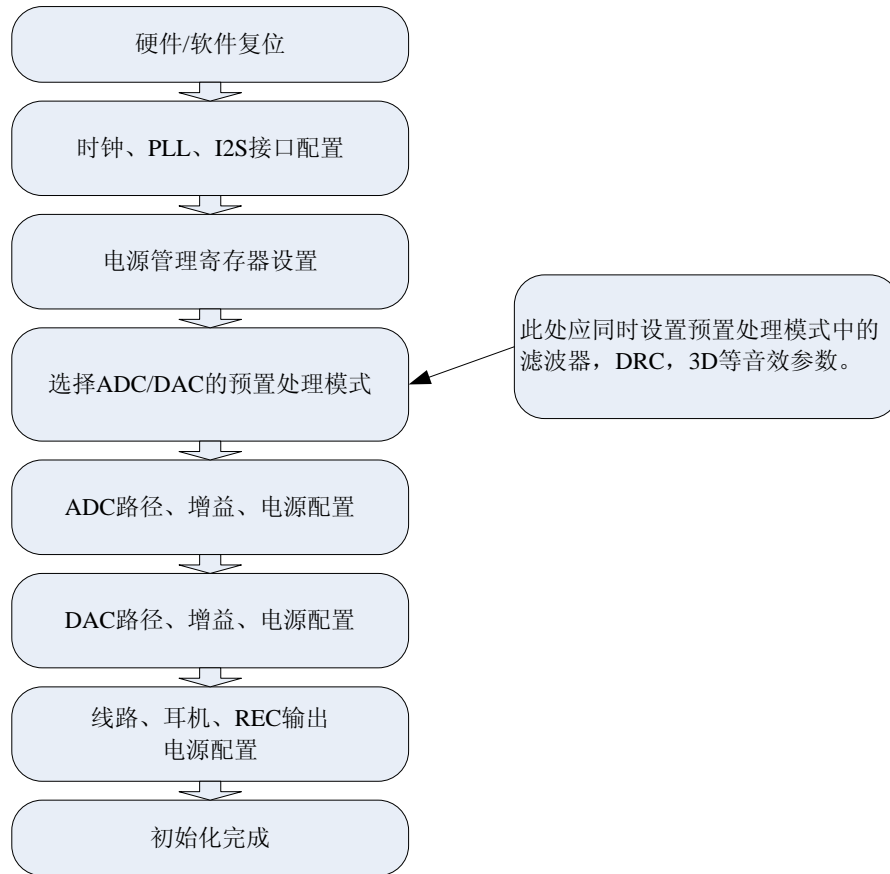 硬件/软件复位
时钟、PLL、I2S接口配置
电源管理寄存器设置
选择ADC/DAC的预置处理模式
此处应同时设置预置处理模式中的
滤波器，DRC，3D等音效参数。
ADC路径、增益、电源配置
DAC路径、增益、电源配置
线路、耳机、REC输出
电源配置
初始化完成